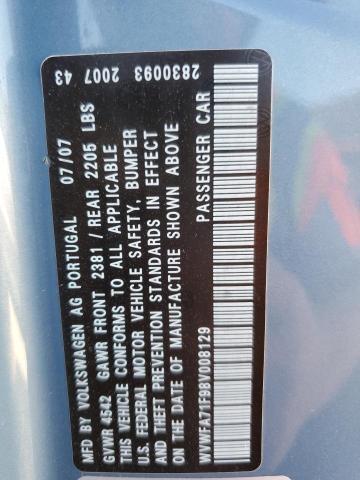 MFD BY VOLKSWAGEN AG PORTUGAL 07/07
GVWR 4542 GAWR FRONT 2381/REAR 2205 LBS
THIS VEHICLE CONFORMS TO ALL APPLICABLE
U.S. FEDERAL MOTOR VEHICLE SAFETY, BUMPER
AND THEFT PREVENTION STANDARDS IN EFFECT
ON DATE OF MANUFACTURE SHOWN ABOVE
WVWFA71F98V008129 PASSENGER CAR
2830093 2007 43